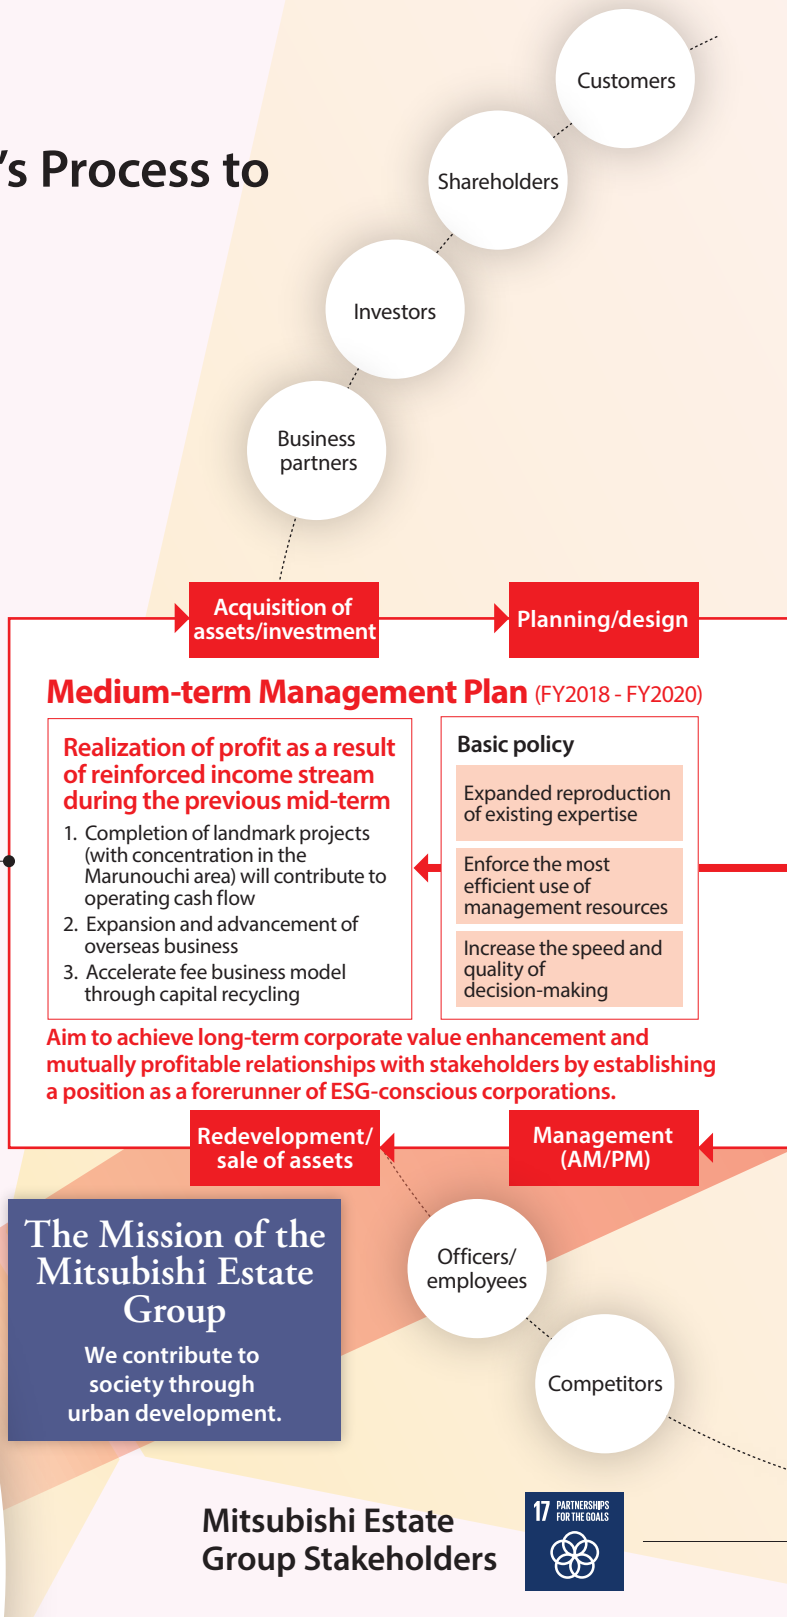 's Process to
Customers
Shareholders
Investors
Business
partners
Acquisition of
assets/investment
Planning/design
Medium-term Management Plan (FY2018 - FY2020)
Realization of profit as a result
of reinforced income stream
during the previous mid-term
1. Completion of landmark projects
(with concentration in the
Marunouchi area) will contribute to
operating cash flow
2. Expansion and advancement of
overseas business
3. Accelerate fee business model
through capital recycling
Basic policy
Expanded reproduction
of existing expertise
Enforce the most
efficient use of
management resources
Increase the speed and
quality of
decision-making
Aim to achieve long-term corporate value enhancement and
mutually profitable relationships with stakeholders by establishing
a position as a forerunner of ESG-conscious corporations.
Redevelopment/
sale of assets
Management
(AM/PM)
The Mission of the
Mitsubishi Estate
Group
We contribute to
society through
urban development.
Officers/
employees
Competitors
Mitsubishi Estate
Group Stakeholders
17 PARTNERSHIPS
FOR THE GOALS